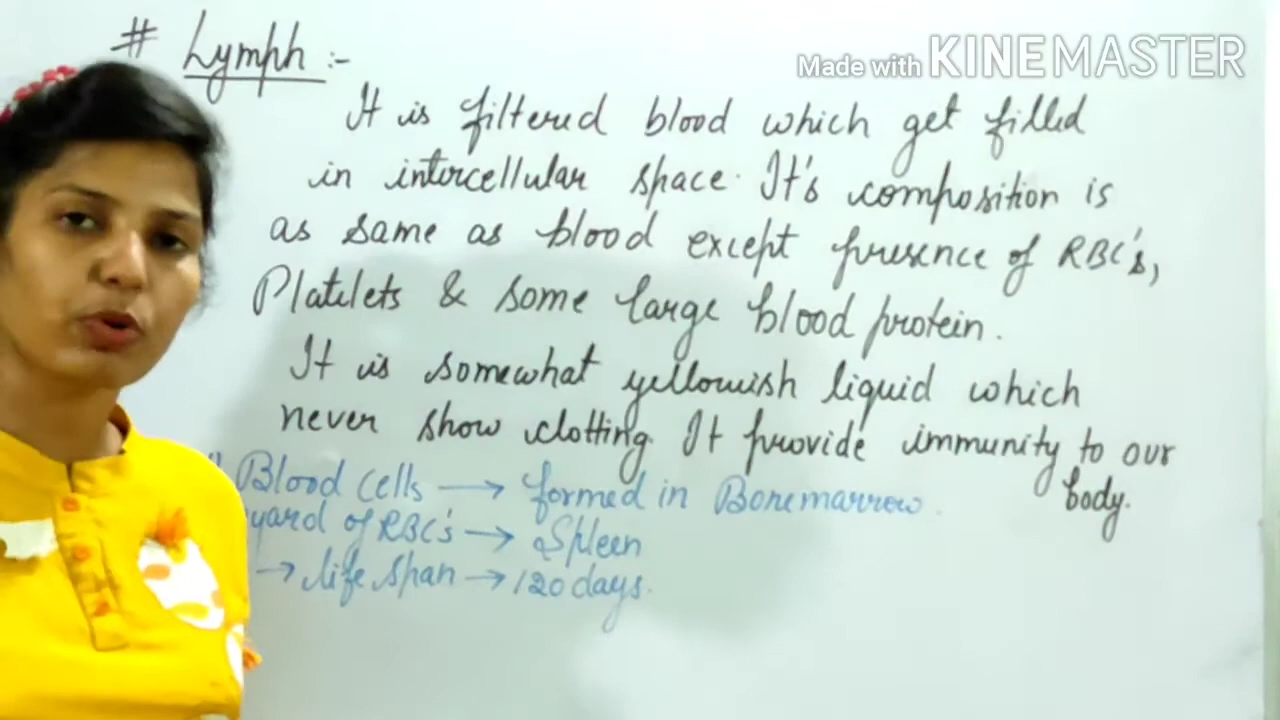 Made with KINEMASTER
# Lymph :-
It is filtered blood which get filled
in intercellular space. It's composition is
as same as blood except presence of RBC's,
Platelets & some large blood protein.
It is somewhat yellowish liquid which
never show clotting. It provide immunity to our
body.
Blood cells → formed in Bonemarrow.
yard of RBC's → Spleen
→ life span → 120 days.